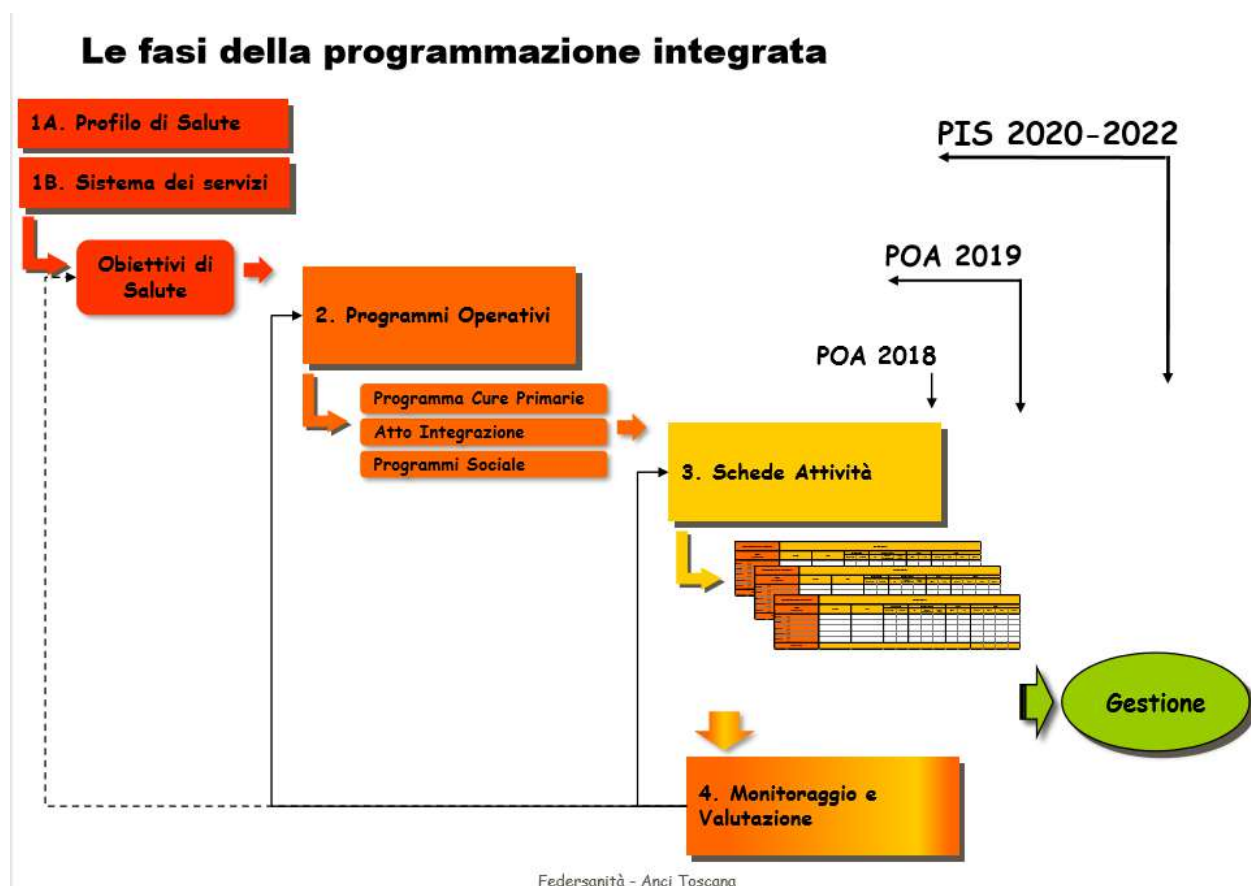 Le fasi della programmazione integrata
1A. Profilo di Salute
1B. Sistema dei servizi
Obiettivi di
Salute
PIS 2020-2022
POA 2019
POA 2018
2. Programmi Operativi
Programma Cure Primarie
Atto Integrazione
Programmi Sociale
3. Schede Attività
Gestione
4. Monitoraggio e
Valutazione
Federsanità - Anci Toscana